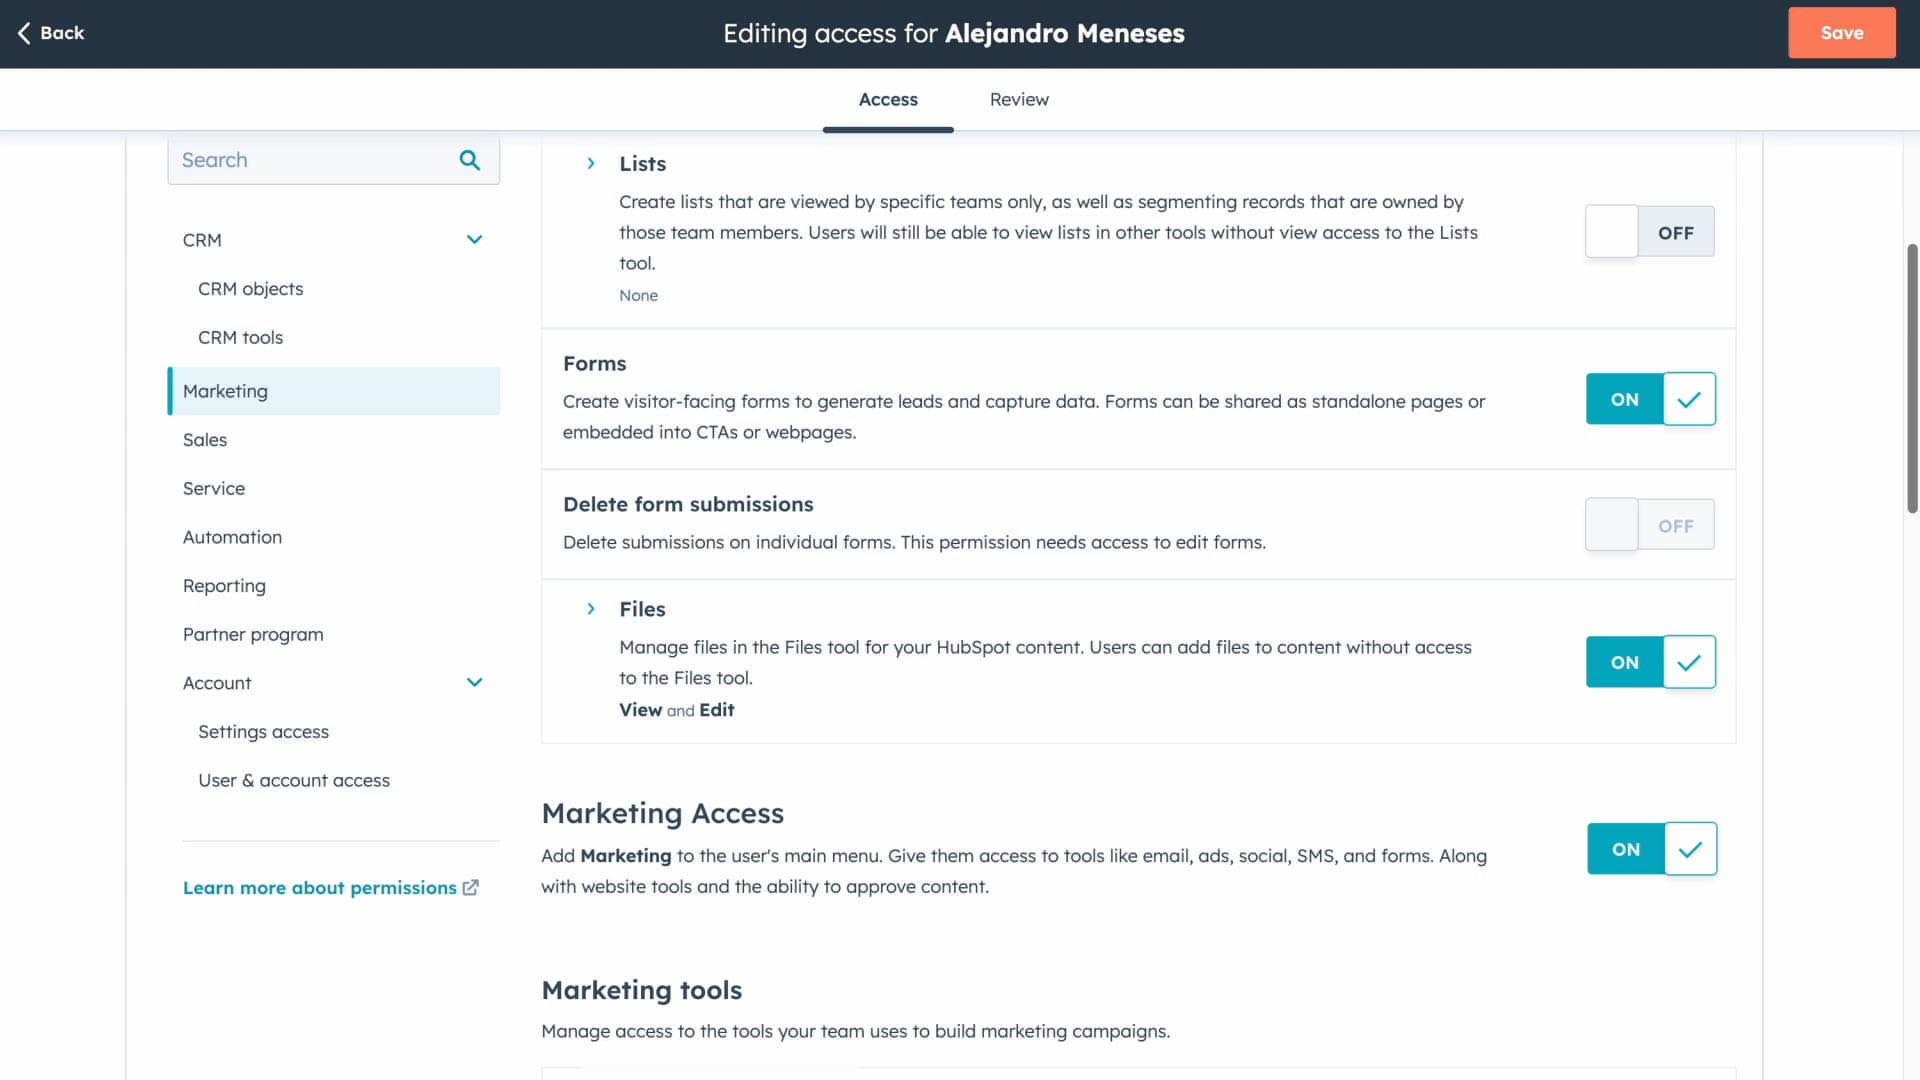 Back
Editing access for Alejandro Meneses
Save
Access
Review
Search
CRM
CRM objects
CRM tools
Marketing
Sales
Service
Automation
Reporting
Partner program
Account
Settings access
User & account access
Learn more about permissions
Lists
Create lists that are viewed by specific teams only, as well as segmenting records that are owned by
those team members. Users will still be able to view lists in other tools without view access to the Lists
tool.
None
OFF
Forms
Create visitor-facing forms to generate leads and capture data. Forms can be shared as standalone pages or
embedded into CTAs or webpages.
ON
Delete form submissions
Delete submissions on individual forms. This permission needs access to edit forms.
OFF
Files
Manage files in the Files tool for your HubSpot content. Users can add files to content without access
to the Files tool.
View and Edit
ON
Marketing Access
Add Marketing to the user's main menu. Give them access to tools like email, ads, social, SMS, and forms. Along
with website tools and the ability to approve content.
ON
Marketing tools
Manage access to the tools your team uses to build marketing campaigns.